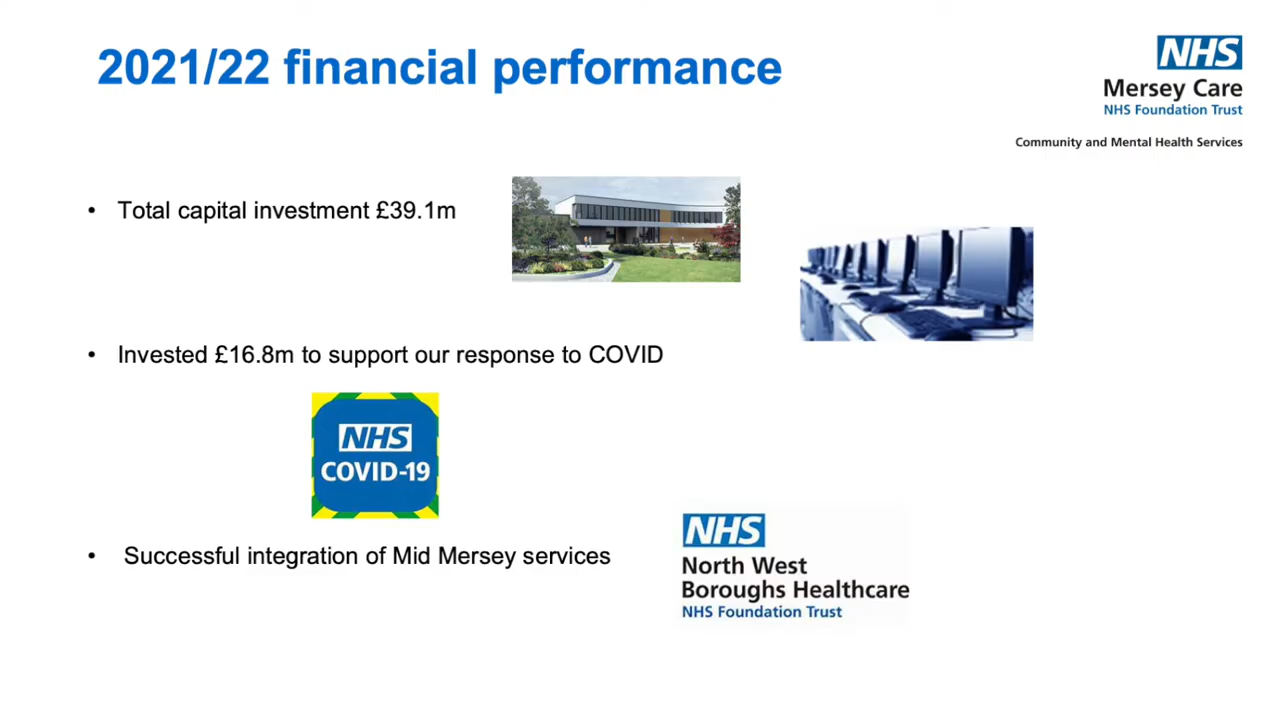 2021/22 financial performance
NHS
Mersey Care
NHS Foundation Trust
Community and Mental Health Services
• Total capital investment £39.1m
• Invested £16.8m to support our response to COVID
NHS
COVID-19
• Successful integration of Mid Mersey services
NHS
North West
Boroughs Healthcare
NHS Foundation Trust